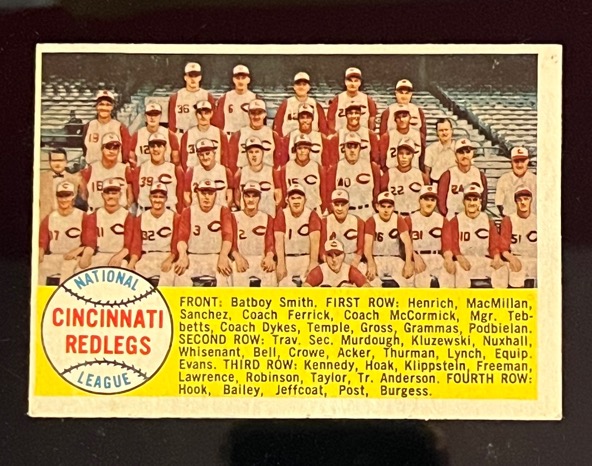 NATIONAL
CINCINNATI
REDLEGS
LEAGUE
FRONT: Batboy Smith. FIRST ROW: Henrich, MacMillan,
Sanchez, Coach Ferrick, Coach McCormick, Mgr. Teb-
betts, Coach Dykes, Temple, Gross, Grammas, Podbielan.
SECOND ROW: Trav. Sec. Murdough, Kluzewski, Nuxhall,
Whisenant, Bell, Crowe, Acker, Thurman, Lynch, Equip.
Evans. THIRD ROW: Kennedy, Hoak, Klippstein, Freeman,
Lawrence, Robinson, Taylor, Tr. Anderson. FOURTH ROW:
Hook, Bailey, Jeffcoat, Post, Burgess.